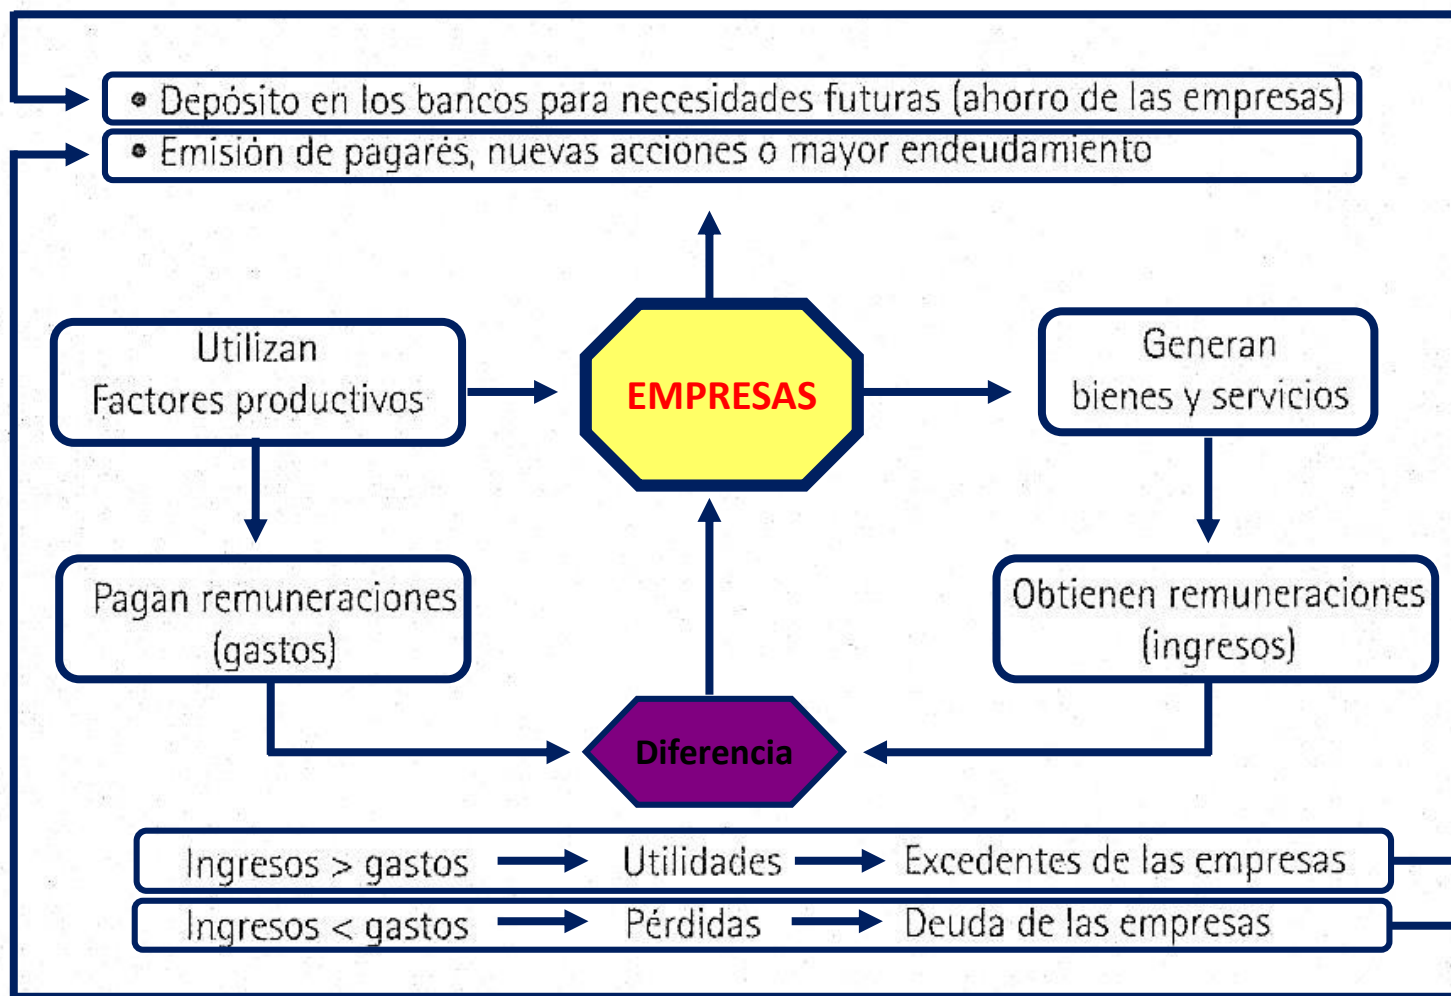 • Depósito en los bancos para necesidades futuras (ahorro de las empresas)
• Emisión de pagarés, nuevas acciones o mayor endeudamiento
Utilizan
Factores productivos
EMPRESAS
Generan
bienes y servicios
Pagan remuneraciones
(gastos)
Obtienen remuneraciones
(ingresos)
Diferencia
Ingresos > gastos Utilidades Excedentes de las empresas
Ingresos < gastos Pérdidas Deuda de las empresas